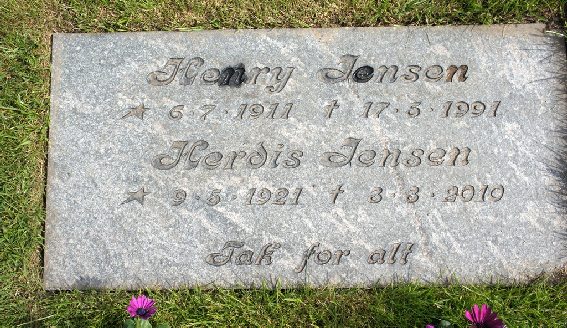 Henry Jensen
★ 6·7·1911 † 17·5·1991
Herdis Jensen
★ 9·5·1921 † 3·3·2010
Tak for alt